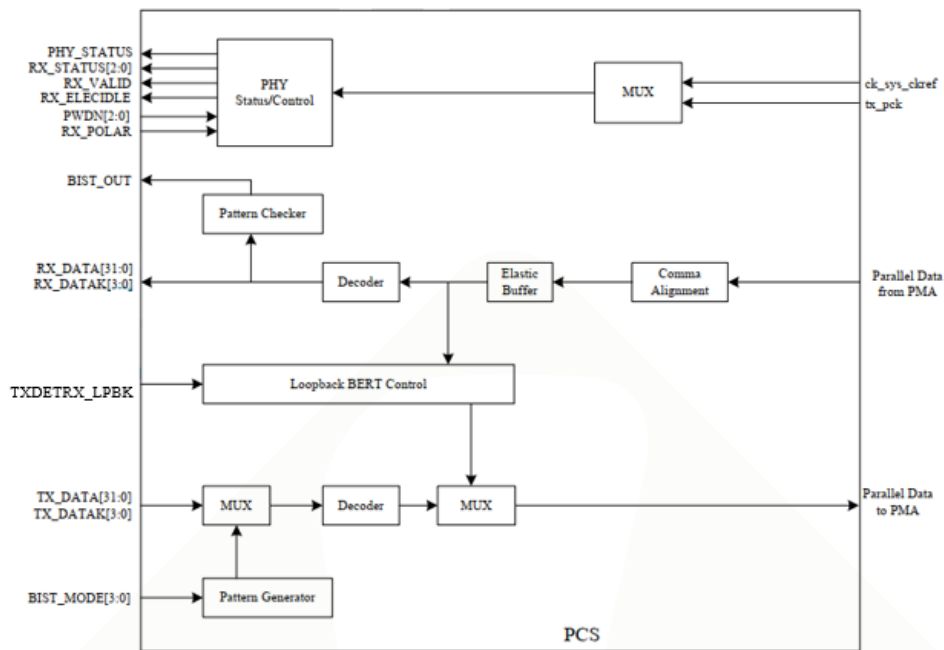 PHY_STATUS
RX_STATUS[2:0]
RX_VALID
RX_ELECIDLE
PWDN[2:0]
RX_POLAR
PHY
Status/Control
MUX
ck_sys_ckref
tx_pck
BIST_OUT
Pattern Checker
RX_DATA[31:0]
RX_DATAK[3:0]
Decoder
Elastic
Buffer
Comma
Alignment
Parallel Data
from PMA
TXDETRX_LPBK
Loopback BERT Control
TX_DATA[31:0]
TX_DATAK[3:0]
MUX
Decoder
MUX
Parallel Data
to PMA
BIST_MODE[3:0]
Pattern Generator
PCS